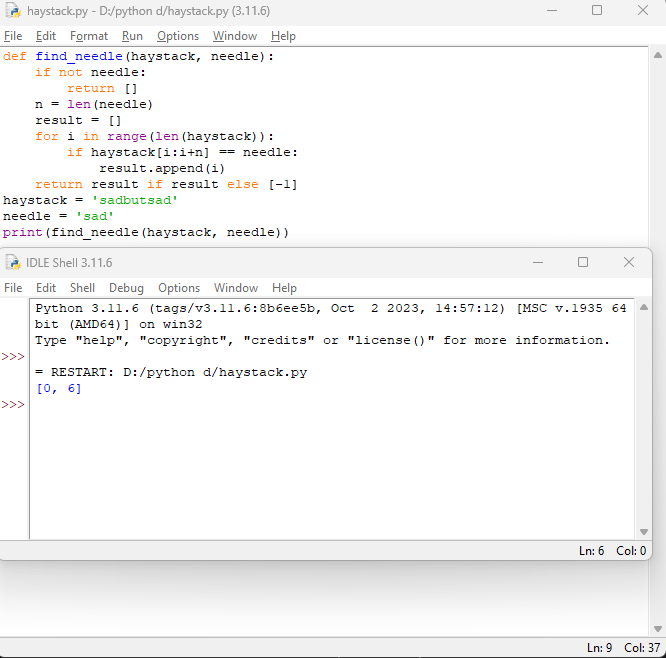 haystack.py - D:/python d/haystack.py (3.11.6)
File Edit Format Run Options Window Help
def find_needle(haystack, needle):
    if not needle:
        return []
    n = len(needle)
    result = []
    for i in range(len(haystack)):
        if haystack[i:i+n] == needle:
            result.append(i)
    return result if result else [-1]
haystack = 'sadbutsad'
needle = 'sad'
print(find_needle(haystack, needle))
IDLE Shell 3.11.6
File Edit Shell Debug Options Window Help
Python 3.11.6 (tags/v3.11.6:8b6ee5b, Oct  2 2023, 14:57:12) [MSC v.1935 64
bit (AMD64)] on win32
Type "help", "copyright", "credits" or "license()" for more information.
>>>
= RESTART: D:/python d/haystack.py
[0, 6]
>>>
Ln: 6 Col: 0
Ln: 9 Col: 37